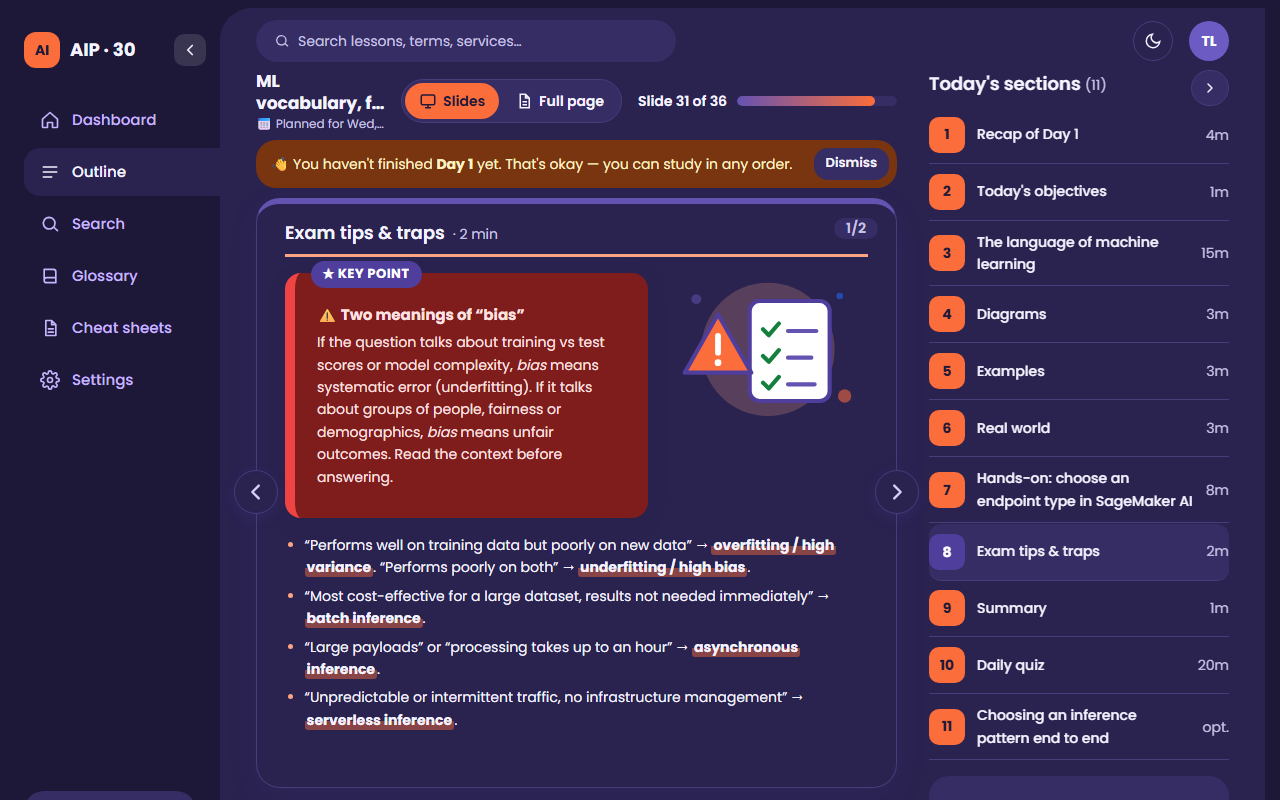 AI
AIP · 30
Dashboard
Outline
Search
Glossary
Cheat sheets
Settings
Search lessons, terms, services...
TL
ML
vocabulary, f...
Planned for Wed,...
Slides
Full page
Slide 31 of 36
👋 You haven't finished Day 1 yet. That's okay — you can study in any order.
Dismiss
Exam tips & traps · 2 min
1/2
★ KEY POINT
⚠️ Two meanings of “bias”
If the question talks about training vs test
scores or model complexity, bias means
systematic error (underfitting). If it talks
about groups of people, fairness or
demographics, bias means unfair
outcomes. Read the context before
answering.
• “Performs well on training data but poorly on new data” → overfitting / high
variance. “Performs poorly on both” → underfitting / high bias.
• “Most cost-effective for a large dataset, results not needed immediately” →
batch inference.
• “Large payloads” or “processing takes up to an hour” → asynchronous
inference.
• “Unpredictable or intermittent traffic, no infrastructure management” →
serverless inference.
Today's sections (11)
1 Recap of Day 1 4m
2 Today's objectives 1m
3 The language of machine
learning 15m
4 Diagrams 3m
5 Examples 3m
6 Real world 3m
7 Hands-on: choose an
endpoint type in SageMaker AI 8m
8 Exam tips & traps 2m
9 Summary 1m
10 Daily quiz 20m
11 Choosing an inference
pattern end to end opt.